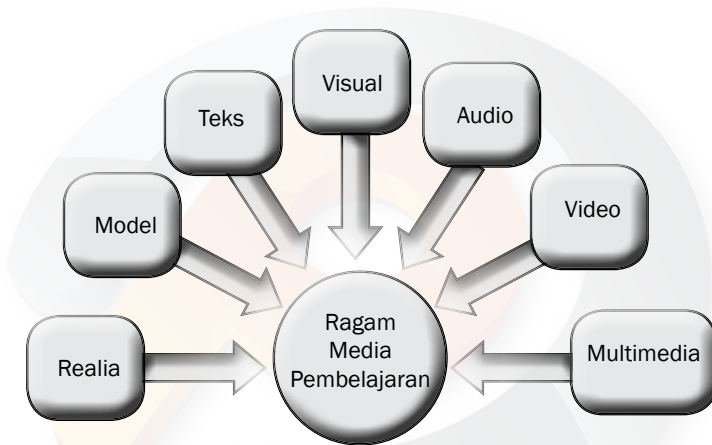 Visual
Teks
Audio
Model
Video
Realia
Ragam
Media
Pembelajaran
Multimedia